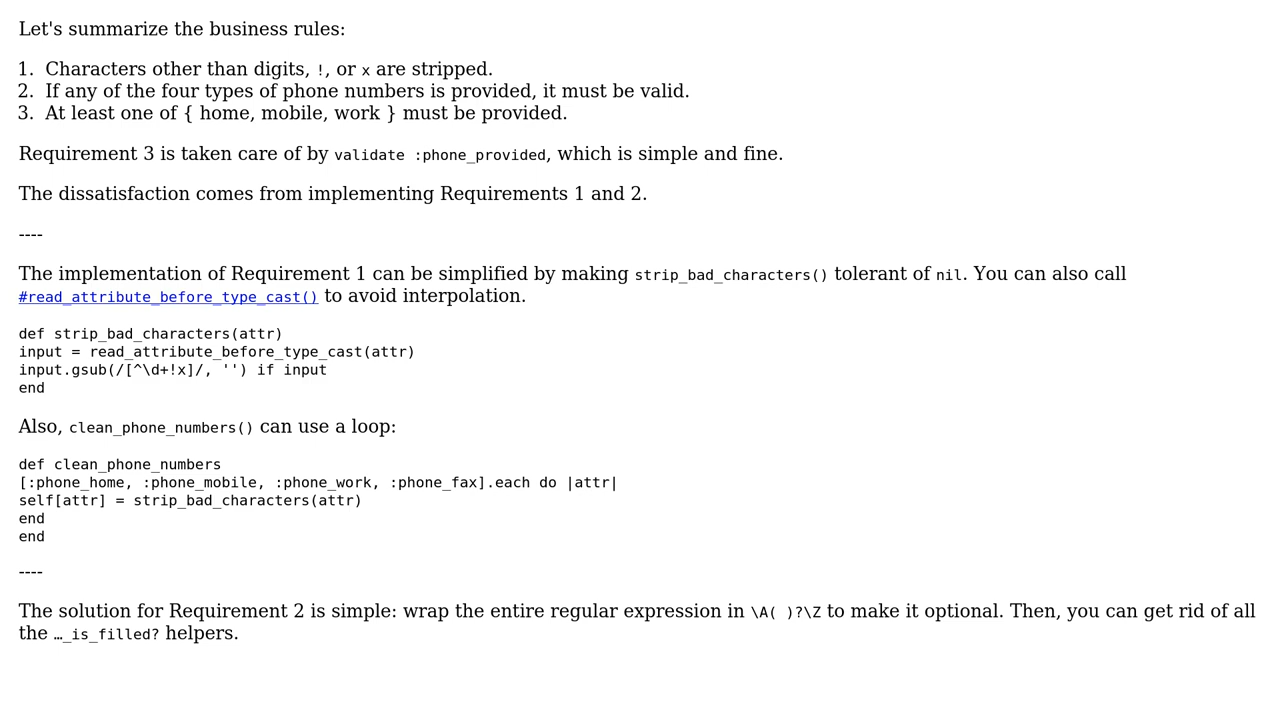 Let's summarize the business rules:
1. Characters other than digits, !, or x are stripped.
2. If any of the four types of phone numbers is provided, it must be valid.
3. At least one of { home, mobile, work } must be provided.
Requirement 3 is taken care of by validate :phone_provided, which is simple and fine.
The dissatisfaction comes from implementing Requirements 1 and 2.
----
The implementation of Requirement 1 can be simplified by making strip_bad_characters() tolerant of nil. You can also call
#read_attribute_before_type_cast() to avoid interpolation.
def strip_bad_characters(attr)
input = read_attribute_before_type_cast(attr)
input.gsub(/[^\d+!x]/, '') if input
end
Also, clean_phone_numbers() can use a loop:
def clean_phone_numbers
[:phone_home, :phone_mobile, :phone_work, :phone_fax].each do |attr|
self[attr] = strip_bad_characters(attr)
end
end
----
The solution for Requirement 2 is simple: wrap the entire regular expression in \A( )?\Z to make it optional. Then, you can get rid of all
the …_is_filled? helpers.